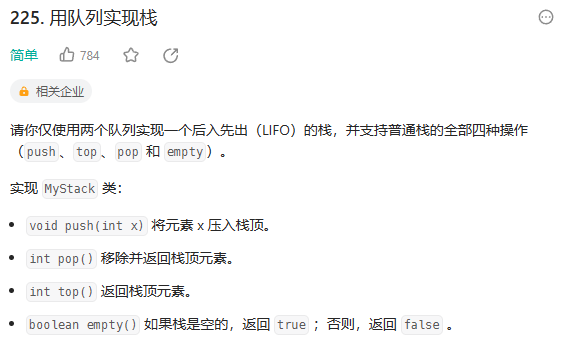 225. 用队列实现栈
简单 784
相关企业
请你仅使用两个队列实现一个后入先出（LIFO）的栈，并支持普通栈的全部四种操作
（push、top、pop 和 empty）。
实现 MyStack 类：
• void push(int x) 将元素 x 压入栈顶。
• int pop() 移除并返回栈顶元素。
• int top() 返回栈顶元素。
• boolean empty() 如果栈是空的，返回 true ；否则，返回 false 。